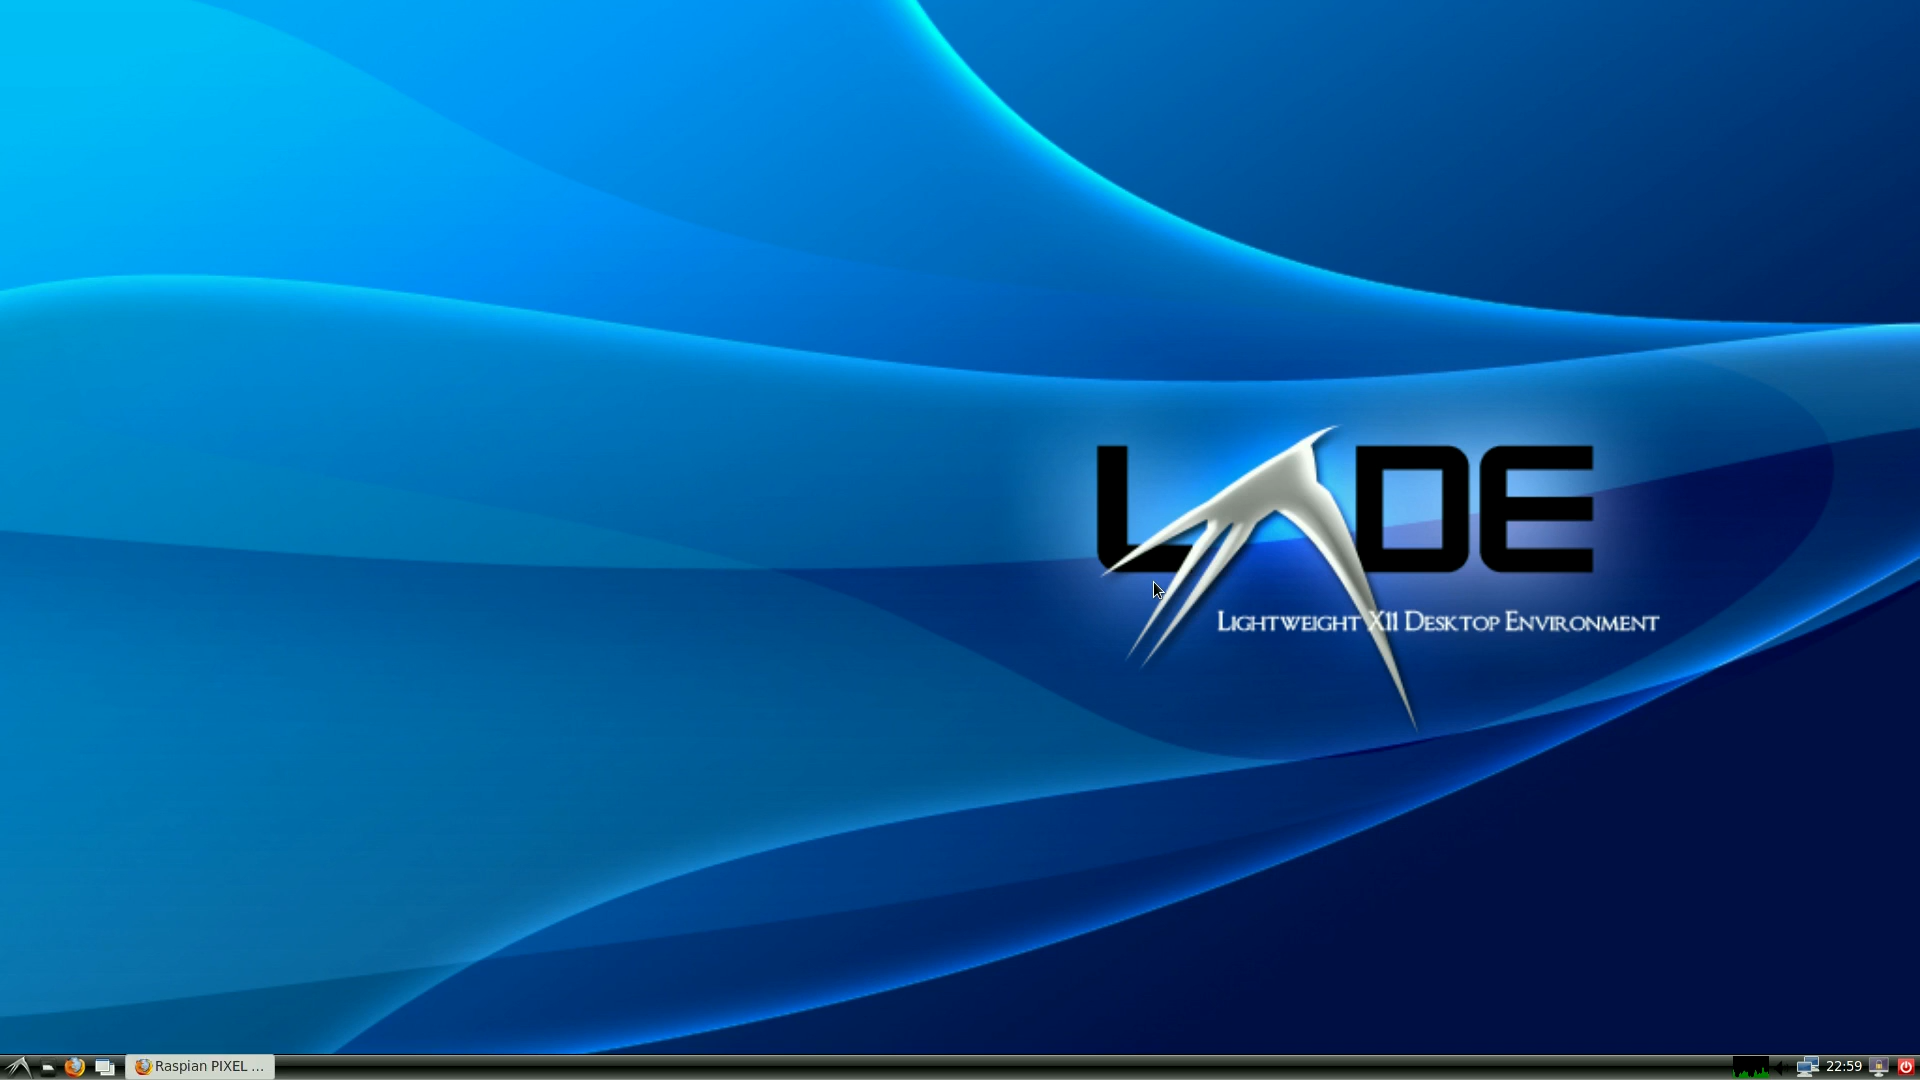 LXDE
Lightweight X11 Desktop Environment
Raspian PIXEL ...
22:59